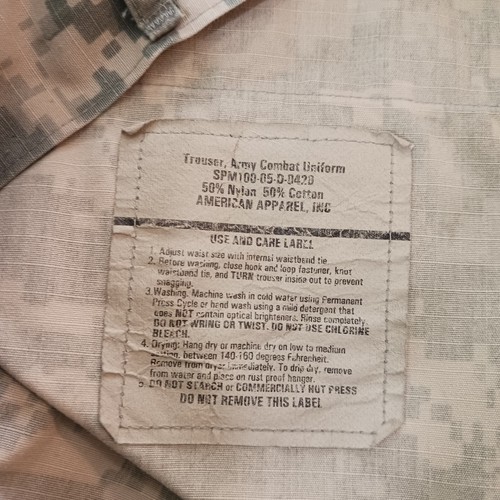 Trouser, Army Combat Uniform
SPM100-05-D-0428
50% Nylon 50% Cotton
AMERICAN APPAREL, INC
USE AND CARE LABEL
1. Adjust waist size with internal waistband tie.
2. Before washing, close hook and loop fastener, knot
waistband tie, and TURN trouser inside out to prevent
snagging.
3. Washing. Machine wash in cold water using Permanent
Press Cycle or hand wash using a mild detergent that
does NOT contain optical brighteners. Rinse completely.
DO NOT WRING OR TWIST. DO NOT USE CHLORINE
BLEACH.
4. Drying: Hang dry or machine dry on low to medium
between 140-160 degrees Fahrenheit.
Remove from dryer immediately. To drip dry, remove
from water and place on rust proof hanger.
5. DO NOT STARCH or COMMERCIALLY HOT PRESS
DO NOT REMOVE THIS LABEL